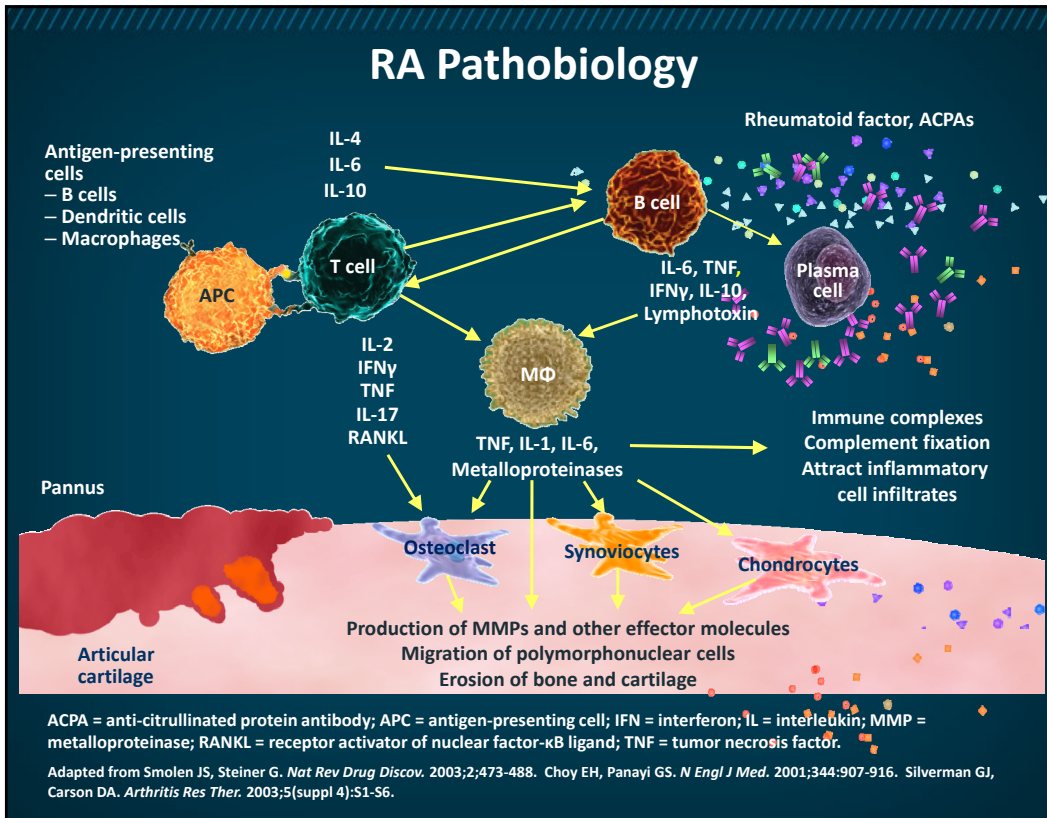 RA Pathobiology
Rheumatoid factor, ACPAs
Antigen-presenting
cells
– B cells
– Dendritic cells
– Macrophages
IL-4
IL-6
IL-10
APC
T cell
B cell
Plasma
cell
IL-6, TNF,
IFNγ, IL-10,
Lymphotoxin
IL-2
IFNγ
TNF
IL-17
RANKL
MΦ
TNF, IL-1, IL-6,
Metalloproteinases
Immune complexes
Complement fixation
Attract inflammatory
cell infiltrates
Pannus
Osteoclast
Synoviocytes
Chondrocytes
Articular
cartilage
Production of MMPs and other effector molecules
Migration of polymorphonuclear cells
Erosion of bone and cartilage
ACPA = anti-citrullinated protein antibody; APC = antigen-presenting cell; IFN = interferon; IL = interleukin; MMP =
metalloproteinase; RANKL = receptor activator of nuclear factor-κB ligand; TNF = tumor necrosis factor.
Adapted from Smolen JS, Steiner G. Nat Rev Drug Discov. 2003;2;473-488. Choy EH, Panayi GS. N Engl J Med. 2001;344:907-916. Silverman GJ,
Carson DA. Arthritis Res Ther. 2003;5(suppl 4):S1-S6.